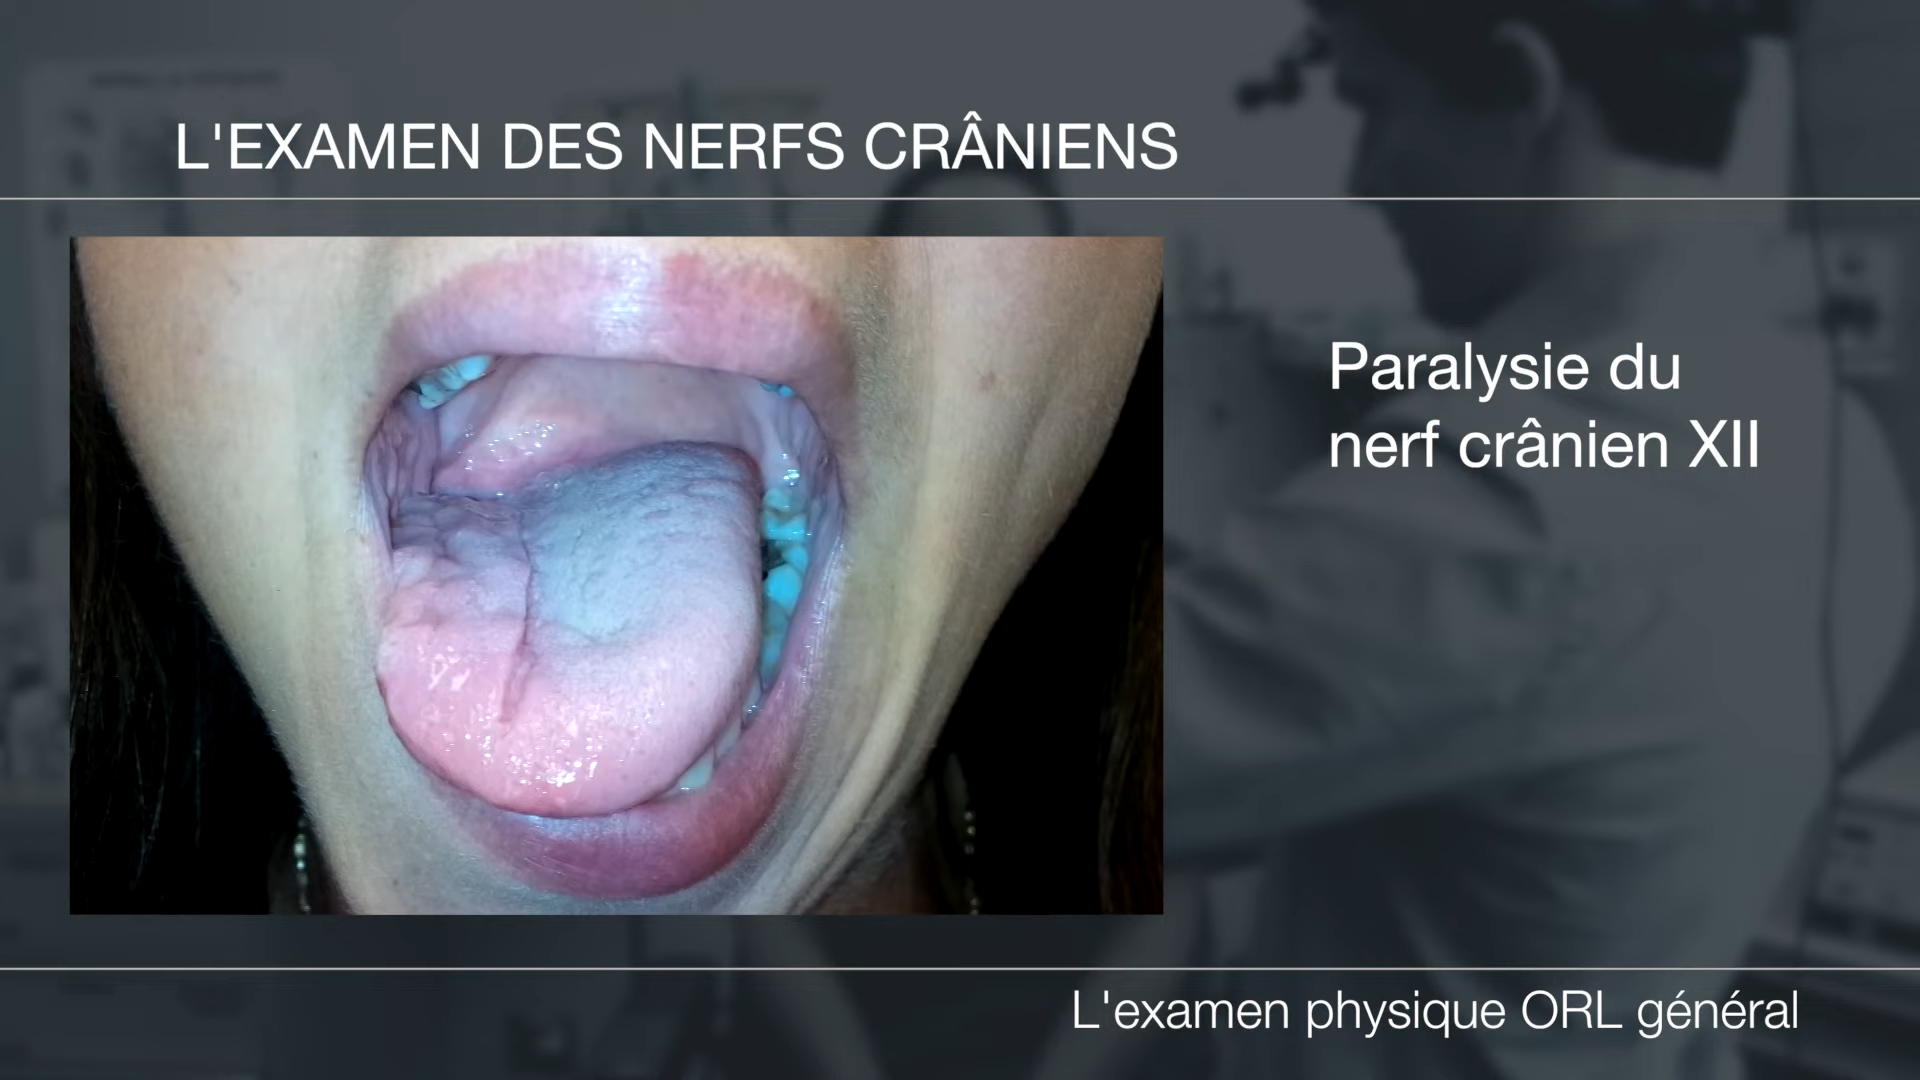 L'EXAMEN DES NERFS CRÂNIENS
Paralysie du
nerf crânien XII
L'examen physique ORL général